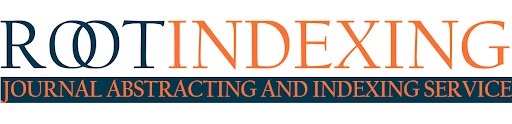 ROOTINDEXING
JOURNAL ABSTRACTING AND INDEXING SERVICE